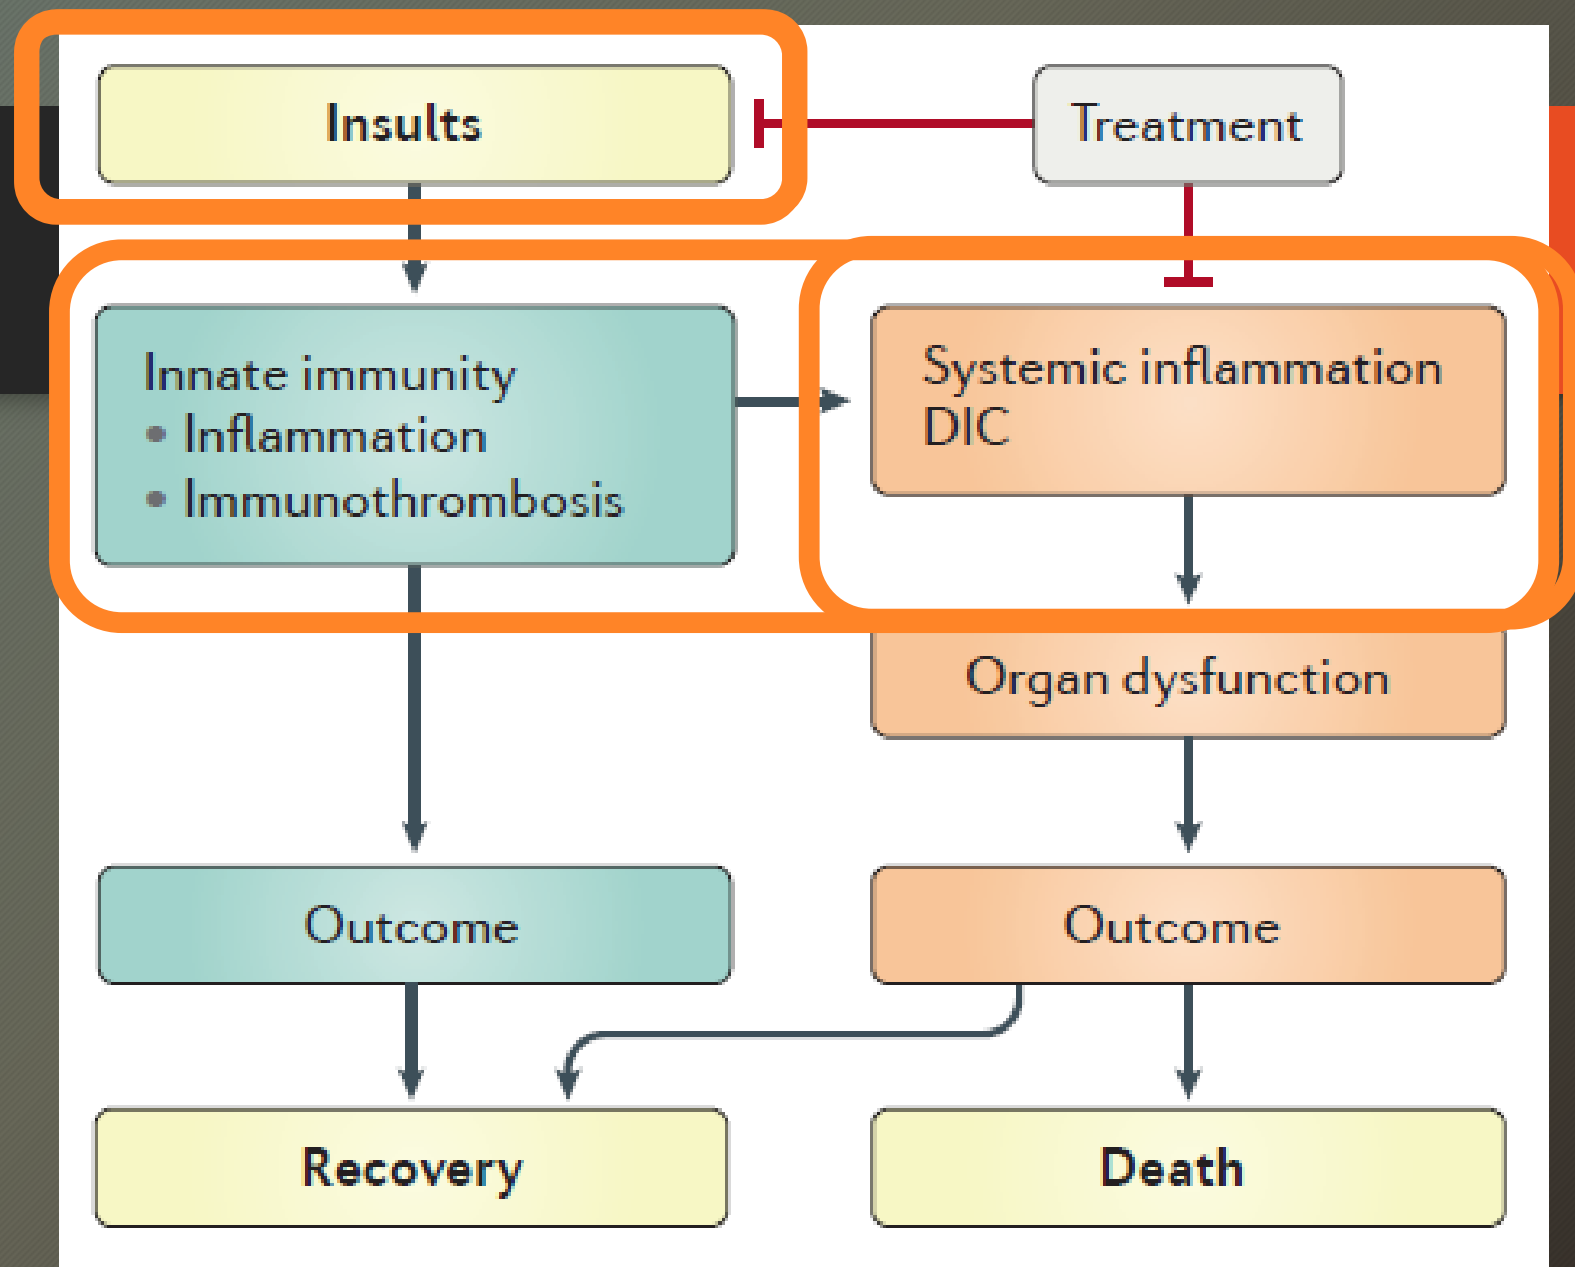 Insults
Treatment
Innate immunity
• Inflammation
• Immunothrombosis
Systemic inflammation
DIC
Organ dysfunction
Outcome
Outcome
Recovery
Death